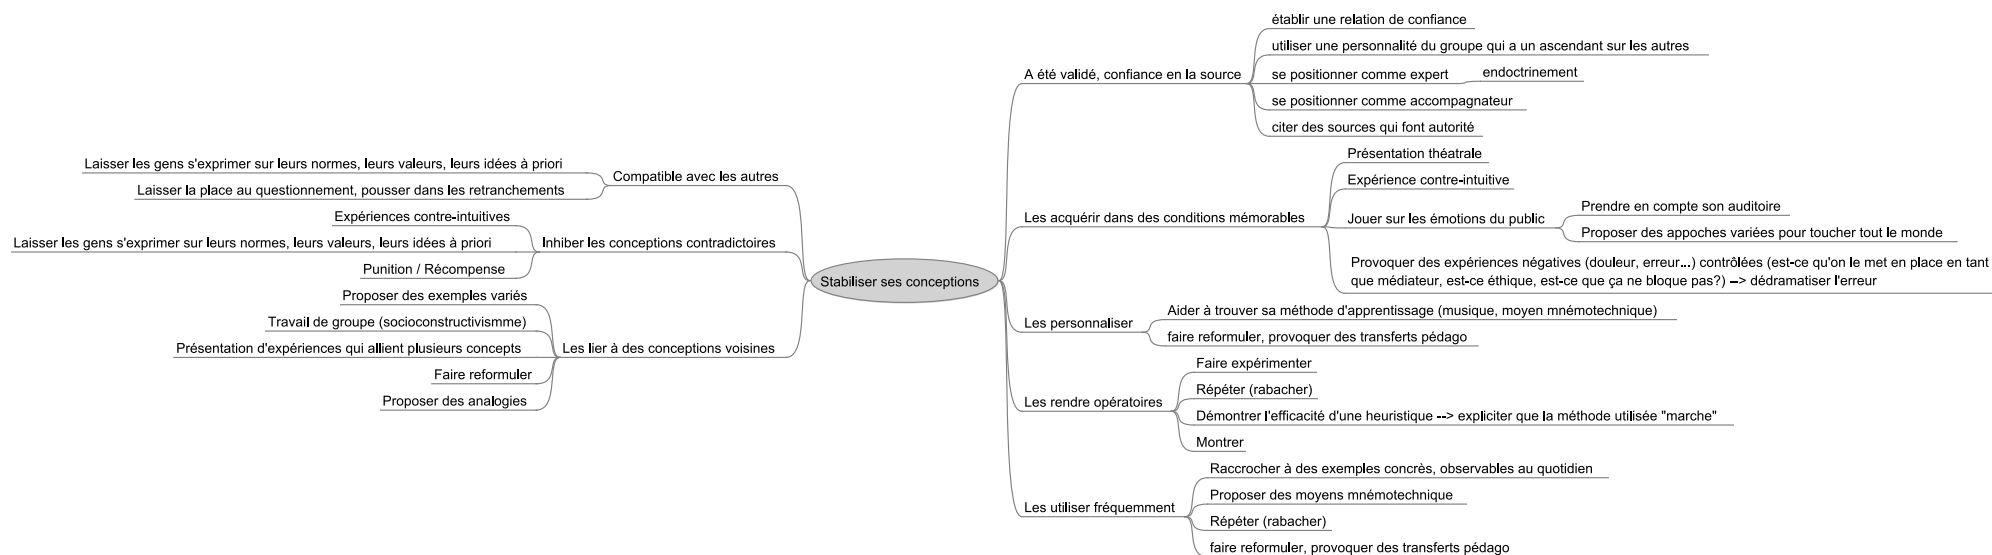 Stabiliser ses conceptions
A été validé, confiance en la source
établir une relation de confiance
utiliser une personnalité du groupe qui a un ascendant sur les autres
se positionner comme expert
endoctrinement
se positionner comme accompagnateur
citer des sources qui font autorité
Les acquérir dans des conditions mémorables
Présentation théatrale
Expérience contre-intuitive
Jouer sur les émotions du public
Prendre en compte son auditoire
Proposer des appoches variées pour toucher tout le monde
Provoquer des expériences négatives (douleur, erreur...) contrôlées (est-ce qu'on le met en place en tant
que médiateur, est-ce éthique, est-ce que ça ne bloque pas?) --> dédramatiser l'erreur
Les personnaliser
Aider à trouver sa méthode d'apprentissage (musique, moyen mnémotechnique)
faire reformuler, provoquer des transferts pédago
Les rendre opératoires
Faire expérimenter
Répéter (rabacher)
Démontrer l'efficacité d'une heuristique --> expliciter que la méthode utilisée "marche"
Montrer
Les utiliser fréquemment
Raccrocher à des exemples concrès, observables au quotidien
Proposer des moyens mnémotechnique
Répéter (rabacher)
faire reformuler, provoquer des transferts pédago
Compatible avec les autres
Laisser les gens s'exprimer sur leurs normes, leurs valeurs, leurs idées à priori
Laisser la place au questionnement, pousser dans les retranchements
Inhiber les conceptions contradictoires
Expériences contre-intuitives
Laisser les gens s'exprimer sur leurs normes, leurs valeurs, leurs idées à priori
Punition / Récompense
Les lier à des conceptions voisines
Proposer des exemples variés
Travail de groupe (socioconstructivismme)
Présentation d'expériences qui allient plusieurs concepts
Faire reformuler
Proposer des analogies